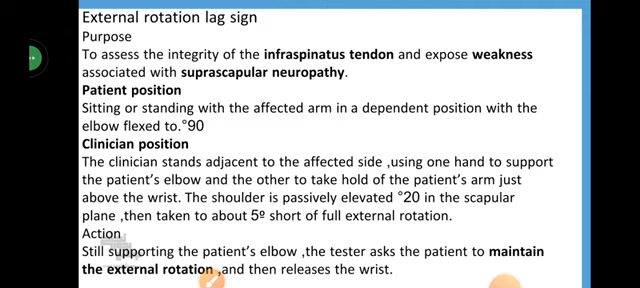 External rotation lag sign
Purpose
To assess the integrity of the infraspinatus tendon and expose weakness
associated with suprascapular neuropathy.
Patient position
Sitting or standing with the affected arm in a dependent position with the
elbow flexed to.°90
Clinician position
The clinician stands adjacent to the affected side ,using one hand to support
the patient's elbow and the other to take hold of the patient's arm just
above the wrist. The shoulder is passively elevated °20 in the scapular
plane ,then taken to about 5º short of full external rotation.
Action
Still supporting the patient's elbow ,the tester asks the patient to maintain
the external rotation ,and then releases the wrist.